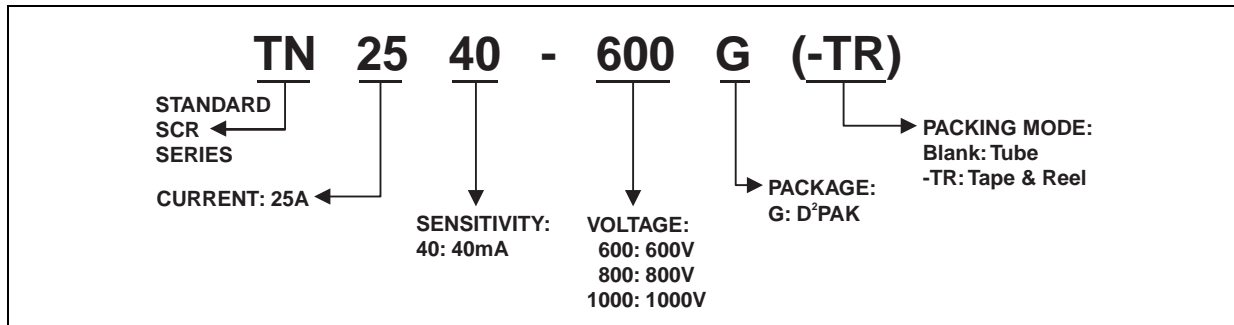 TN 25 40 - 600 G (-TR)
STANDARD
SCR
SERIES
CURRENT: 25A
SENSITIVITY:
40: 40mA
VOLTAGE:
600: 600V
800: 800V
1000: 1000V
PACKAGE:
G: D²PAK
PACKING MODE:
Blank: Tube
-TR: Tape & Reel